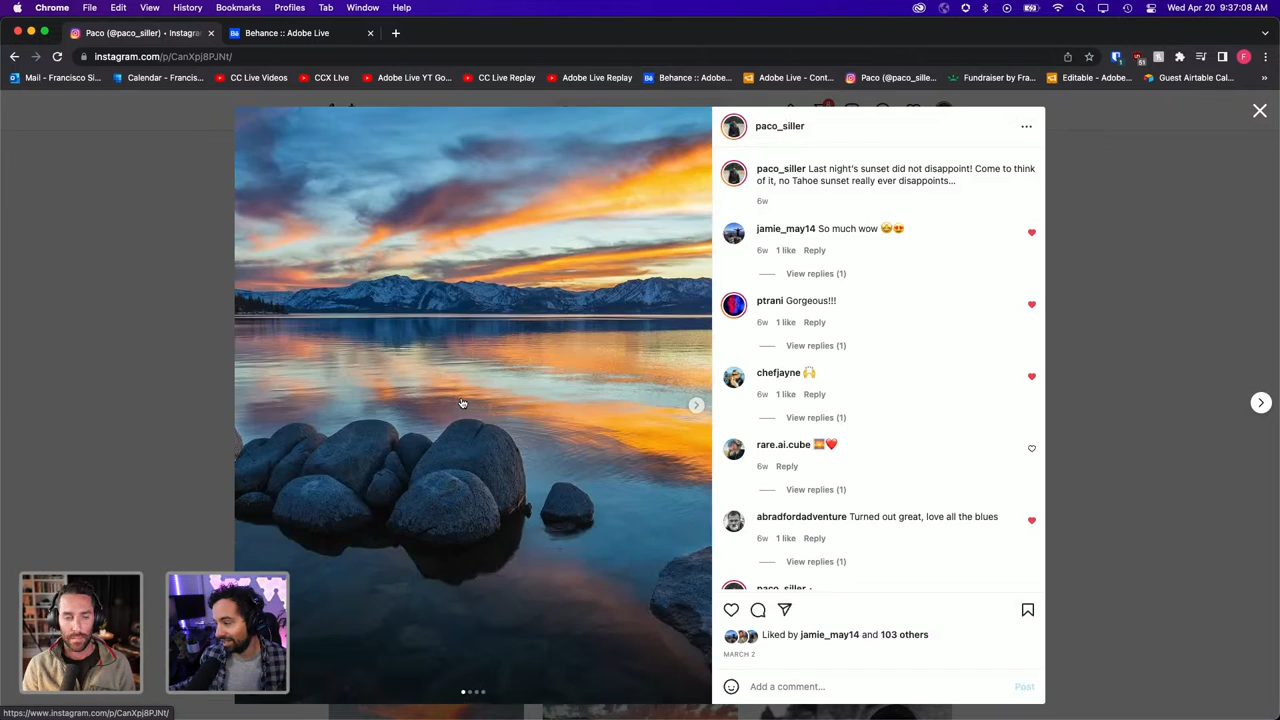 Chrome File Edit View History Bookmarks Profiles Tab Window Help
Wed Apr 20 9:37:08 AM
Paco (@paco_siller) • Instagra
Behance :: Adobe Live
instagram.com/p/CanXpj8PJNt/
Mail – Francisco Si...
Calendar – Francis...
CC LIve Videos
CCX LIve
Adobe Live YT Go...
CC LIve Replay
Adobe Live Replay
Behance :: Adobe...
Adobe Live - Cont...
Paco (@paco_sille...
Fundraiser by Fra...
Editable – Adobe...
Guest Airtable Cal...
paco_siller
paco_siller Last night's sunset did not disappoint! Come to think
of it, no Tahoe sunset really ever disappoints...
6w
jamie_may14 So much wow 🤩😍
6w 1 like Reply
View replies (1)
ptrani Gorgeous!!!
6w 1 like Reply
View replies (1)
chefjayne 🙌
6w 1 like Reply
View replies (1)
rare.ai.cube 🌅❤️
6w Reply
View replies (1)
abradfordadventure Turned out great, love all the blues
6w 1 like Reply
View replies (1)
paco_siller •
Liked by jamie_may14 and 103 others
MARCH 2
Add a comment...
Post
https://www.instagram.com/p/CanXpj8PJNt/